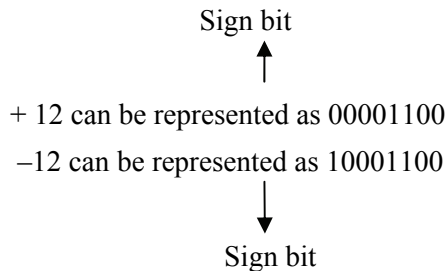 Sign bit
+ 12 can be represented as 00001100
–12 can be represented as 10001100
Sign bit